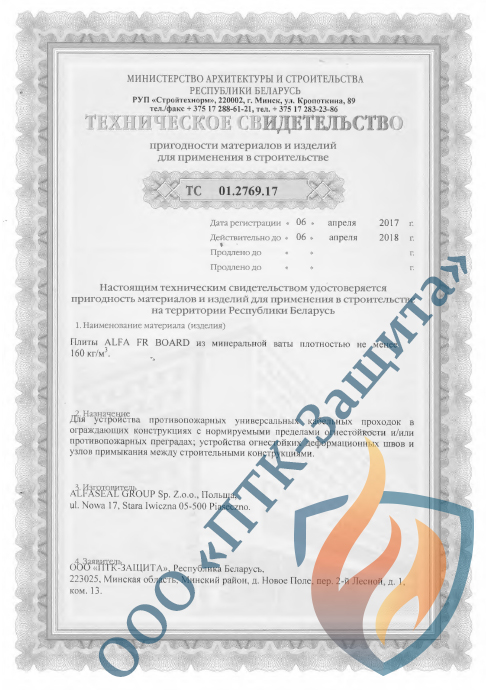 МИНИСТЕРСТВО АРХИТЕКТУРЫ И СТРОИТЕЛЬСТВА
РЕСПУБЛИКИ БЕЛАРУСЬ
РУП «Стройтехнорм», 220002, г. Минск, ул. Кропоткина, 89
тел./факс + 375 17 288-61-21, тел. + 375 17 283-23-86
ТЕХНИЧЕСКОЕ СВИДЕТЕЛЬСТВО
пригодности материалов и изделий
для применения в строительстве
ТС 01.2769.17
Дата регистрации « 06 » апреля 2017 г.
Действительно до « 06 » апреля 2018 г.
Продлено до « » г.
Продлено до « » г.
Настоящим техническим свидетельством удостоверяется
пригодность материалов и изделий для применения в строительстве
на территории Республики Беларусь
1. Наименование материала (изделия)
Плиты ALFA FR BOARD из минеральной ваты плотностью не менее
160 кг/м³.
2. Назначение
Для устройства противопожарных универсальных кабельных проходок в
ограждающих конструкциях с нормируемыми пределами огнестойкости и/или
противопожарных преградах; устройства огнестойких деформационных швов и
узлов примыкания между строительными конструкциями.
3. Изготовитель
ALFASEAL GROUP Sp. Z.o.o., Польша,
ul. Nowa 17, Stara Iwiczna 05-500 Piaseczno.
4. Заявитель
ООО «ПТК-ЗАЩИТА», Республика Беларусь,
223025, Минская область, Минский район, д. Новое Поле, пер. 2-й Лесной, д. 1,
ком. 13.
ООО «ПТК-Защита»